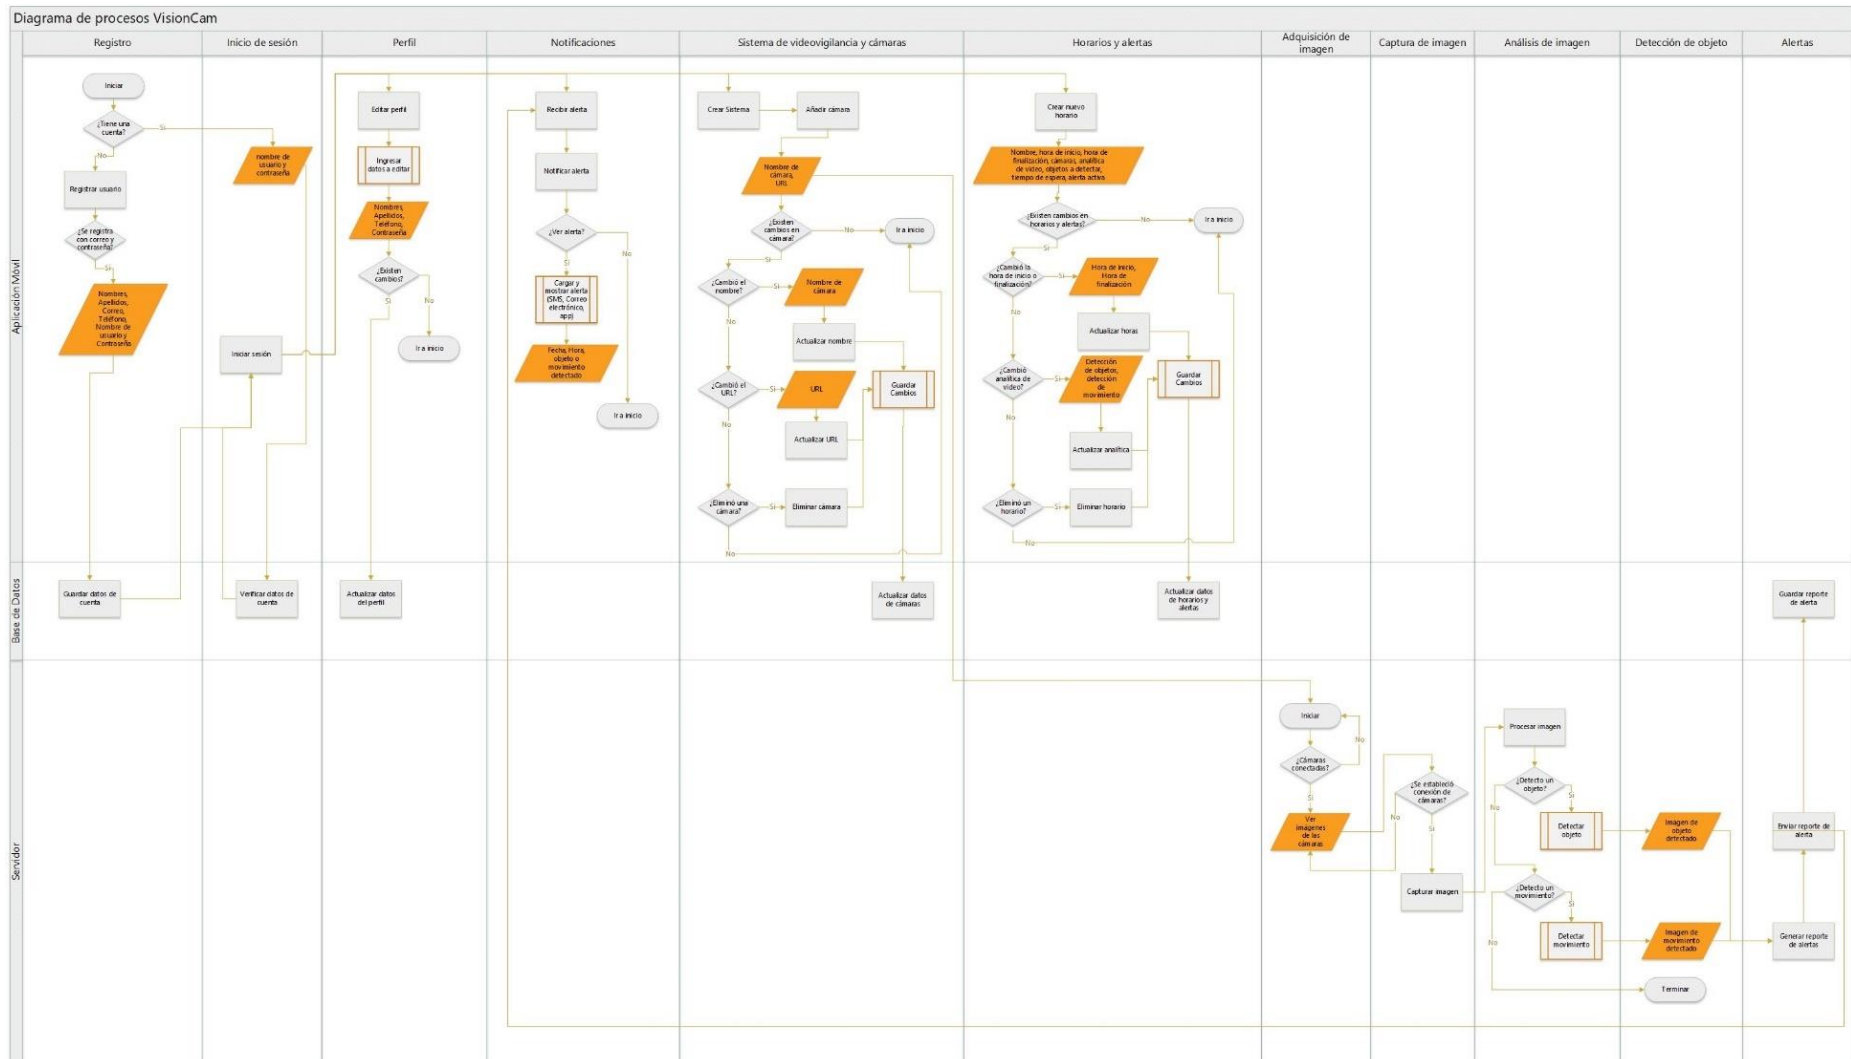 Diagrama de procesos VisionCam
Registro
Inicio de sesión
Perfil
Notificaciones
Sistema de videovigilancia y cámaras
Horarios y alertas
Adquisición de
imagen
Captura de imagen
Análisis de imagen
Detección de objeto
Alertas
Aplicación Móvil
Iniciar
¿Tiene una
cuenta?
Si
No
Registrar usuario
¿Se registra
con correo y
contraseña?
Si
Nombres,
Apellidos,
Correo,
Teléfono,
Nombre de
usuario y
Contraseña
nombre de
usuario y
contraseña
Iniciar sesión
Editar perfil
Ingresar
datos a editar
Nombres,
Apellidos,
Teléfono,
Contraseña
¿Existen
cambios?
Si
No
Ir a inicio
Recibir alerta
Notificar alerta
¿Ver alerta?
No
Si
Cargar y
mostrar alerta
(SMS, Correo
electrónico,
app)
Fecha, Hora,
objeto o
movimiento
detectado
Ir a inicio
Crear Sistema
Añadir cámara
Nombre de
cámara,
URL
¿Existen
cambios en
cámara?
No
Ir a inicio
Si
¿Cambió el
nombre?
Si
Nombre de
cámara
No
Actualizar nombre
¿Cambió el
URL?
Si
URL
Guardar
Cambios
No
Actualizar URL
¿Eliminó una
cámara?
Si
Eliminar cámara
No
Crear nuevo
horario
Nombre, hora de inicio, hora de
finalización, cámaras, analítica
de video, objetos a detectar,
tiempo de espera, alerta activa
¿Existen cambios en
horarios y alertas?
No
Ir a inicio
Si
¿Cambió la
hora de inicio o
finalización?
Si
Hora de inicio,
Hora de
finalización
No
Actualizar horas
¿Cambió
analítica de
video?
Si
Detección
de objetos,
detección
de
movimiento
Guardar
Cambios
No
Actualizar analítica
¿Eliminó un
horario?
Si
Eliminar horario
No
Base de Datos
Guardar datos de
cuenta
Verificar datos de
cuenta
Actualizar datos
del perfil
Actualizar datos
de cámaras
Actualizar datos
de horarios y
alertas
Guardar reporte
de alerta
Servidor
Iniciar
No
¿Cámaras
conectadas?
Si
Ver
imágenes
de las
cámaras
¿Se estableció
conexión de
cámaras?
No
Si
Capturar imagen
Procesar imagen
¿Detecto un
objeto?
Si
No
Detectar
objeto
Imagen de
objeto
detectado
Enviar reporte de
alerta
¿Detecto un
movimiento?
Si
No
Detectar
movimiento
Imagen de
movimiento
detectado
Generar reporte
de alertas
Terminar